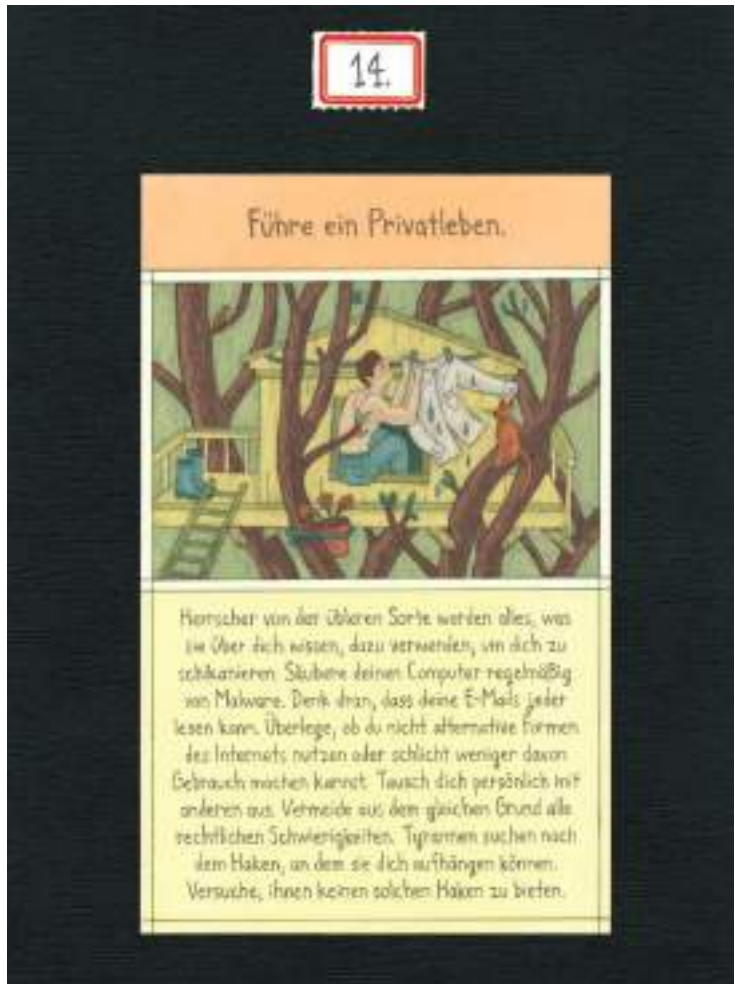 14.
Führe ein Privatleben.
Herrscher von der übleren Sorte werden alles, was
sie über dich wissen, dazu verwenden, um dich zu
schikanieren. Säubere deinen Computer regelmäßig
von Malware. Denk dran, dass deine E-Mails jeder
lesen kann. Überlege, ob du nicht alternative Formen
des Internets nutzen oder schlicht weniger davon
Gebrauch machen kannst. Tausch dich persönlich mit
anderen aus. Vermeide aus dem gleichen Grund alle
rechtlichen Schwierigkeiten. Tyrannen suchen nach
dem Haken, an dem sie dich aufhängen können.
Versuche, ihnen keinen solchen Haken zu bieten.